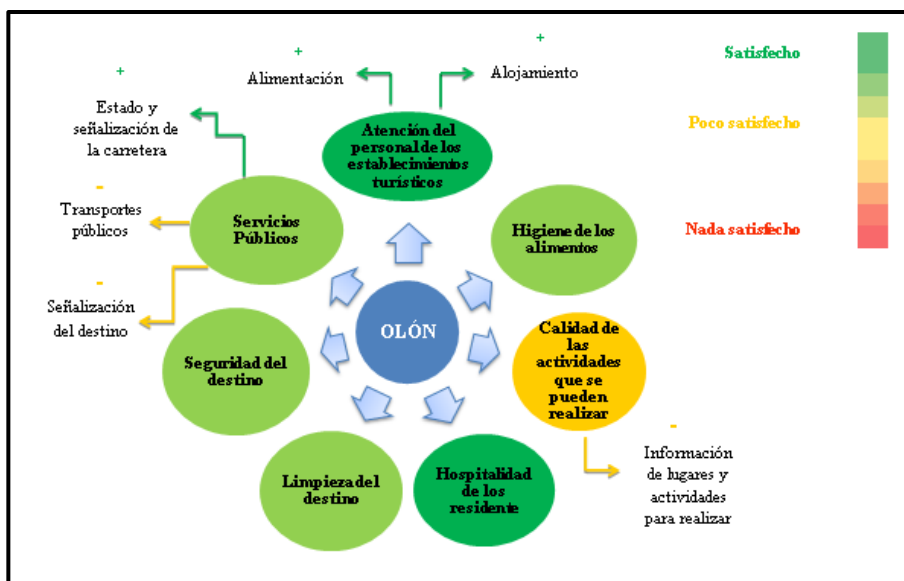 +
Alimentación
+
Alojamiento
Satisfecho
Poco satisfecho
Nada satisfecho
+
Estado y
señalización de
la carretera
Atención del
personal de los
establecimientos
turísticos
-
Transportes
públicos
Servicios
Públicos
Higiene de los
alimentos
-
Señalización
del destino
OLÓN
Seguridad del
destino
Calidad de
las
actividades
que se
pueden
realizar
-
Información
de lugares y
actividades
para realizar
Limpieza del
destino
Hospitalidad
de los
residente